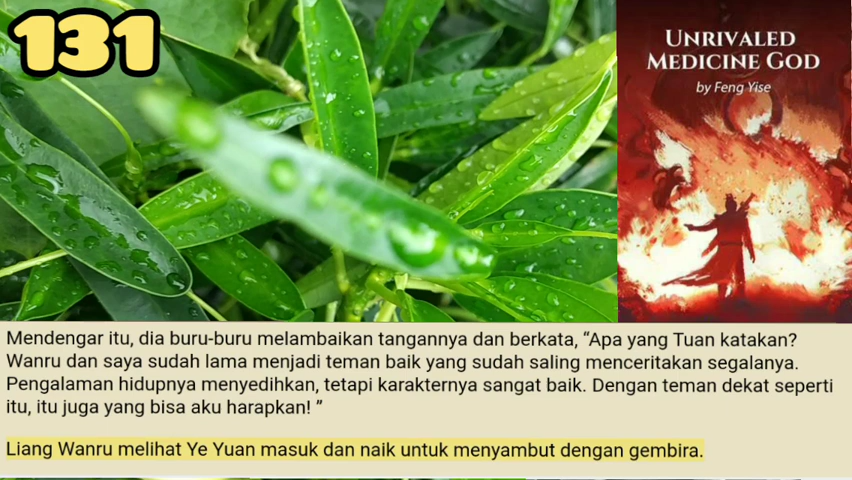 131
UNRIVALED
MEDICINE GOD
by Feng Yise
Mendengar itu, dia buru-buru melambaikan tangannya dan berkata, “Apa yang Tuan katakan?
Wanru dan saya sudah lama menjadi teman baik yang sudah saling menceritakan segalanya.
Pengalaman hidupnya menyedihkan, tetapi karakternya sangat baik. Dengan teman dekat seperti
itu, itu juga yang bisa aku harapkan! ”
Liang Wanru melihat Ye Yuan masuk dan naik untuk menyambut dengan gembira.